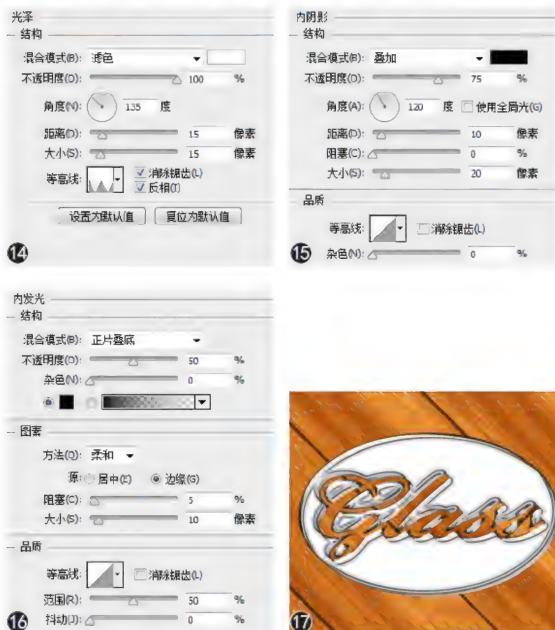 光泽
结构
混合模式(B): 滤色
不透明度(O): 100 %
角度(N): 135 度
距离(D): 15 像素
大小(S): 15 像素
等高线: 消除锯齿(L)
反相(I)
设置为默认值 复位为默认值
14
内阴影
结构
混合模式(B): 叠加
不透明度(O): 75 %
角度(A): 120 度 使用全局光(G)
距离(D): 10 像素
阻塞(C): 0 %
大小(S): 20 像素
品质
等高线: 消除锯齿(L)
杂色(N): 0 %
15
内发光
结构
混合模式(B): 正片叠底
不透明度(O): 50 %
杂色(N): 0 %
图素
方法(Q): 柔和
源: 居中(E) 边缘(G)
阻塞(C): 5 %
大小(S): 10 像素
品质
等高线: 消除锯齿(L)
范围(R): 50 %
抖动(J): 0 %
16
Glass
17